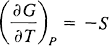 (∂G/∂T)_P = −S